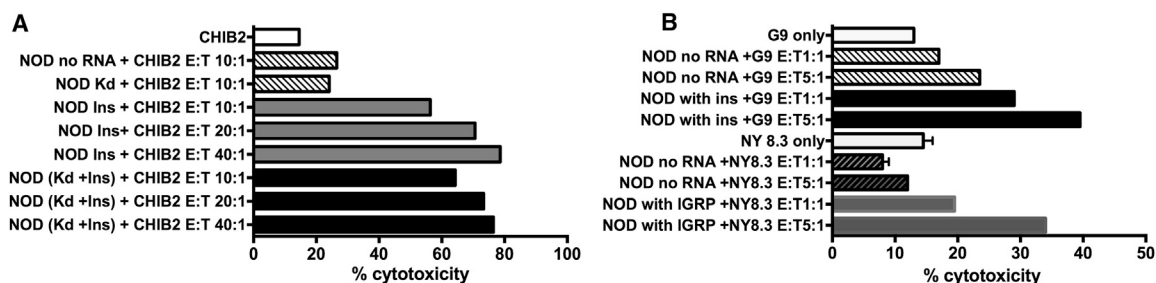 A
CHIB2
NOD no RNA + CHIB2 E:T 10:1
NOD Kd + CHIB2 E:T 10:1
NOD Ins + CHIB2 E:T 10:1
NOD Ins+ CHIB2 E:T 20:1
NOD Ins + CHIB2 E:T 40:1
NOD (Kd +Ins) + CHIB2 E:T 10:1
NOD (Kd +Ins) + CHIB2 E:T 20:1
NOD (Kd +Ins) + CHIB2 E:T 40:1
0 20 40 60 80 100
% cytotoxicity
B
G9 only
NOD no RNA +G9 E:T1:1
NOD no RNA +G9 E:T5:1
NOD with ins +G9 E:T1:1
NOD with ins +G9 E:T5:1
NY 8.3 only
NOD no RNA +NY8.3 E:T1:1
NOD no RNA +NY8.3 E:T5:1
NOD with IGRP +NY8.3 E:T1:1
NOD with IGRP +NY8.3 E:T5:1
0 10 20 30 40 50
% cytotoxicity